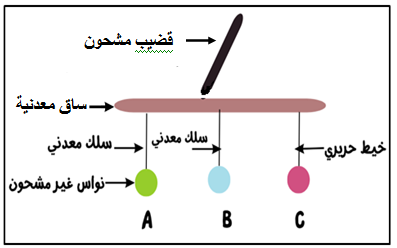 قضيب مشحون
ساق معدنية
سلك معدني
سلك معدني
خيط حريري
نواس غير مشحون
A B C